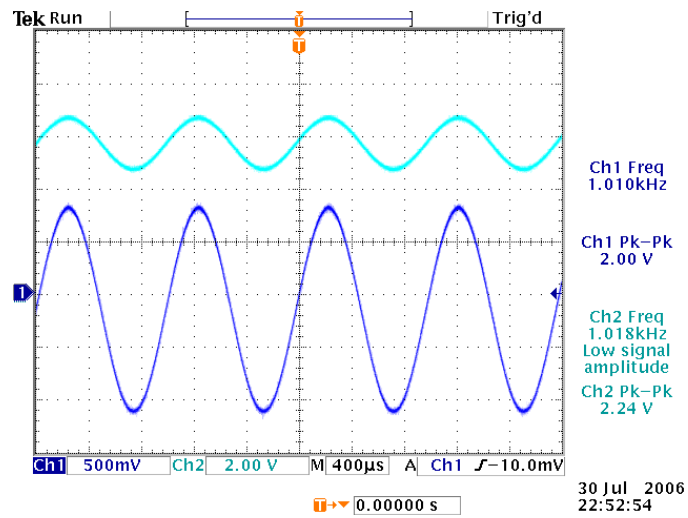 Tek Run T Trig'd
T
Ch1 Freq
1.010kHz
Ch1 Pk-Pk
2.00 V
1
Ch2 Freq
1.018kHz
Low signal
amplitude
Ch2 Pk-Pk
2.24 V
Ch1 500mV Ch2 2.00 V M 400µs A Ch1 -10.0mV
T 0.00000 s
30 Jul 2006
22:52:54